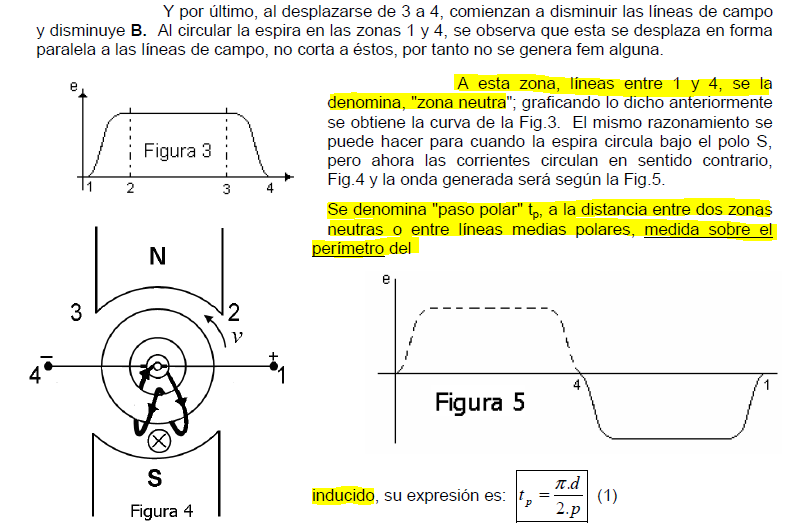 Y por último, al desplazarse de 3 a 4, comienzan a disminuir las líneas de campo
y disminuye B. Al circular la espira en las zonas 1 y 4, se observa que esta se desplaza en forma
paralela a las líneas de campo, no corta a éstos, por tanto no se genera fem alguna.
e
Figura 3
1 2 3 4
A esta zona, líneas entre 1 y 4, se la
denomina, "zona neutra"; graficando lo dicho anteriormente
se obtiene la curva de la Fig.3. El mismo razonamiento se
puede hacer para cuando la espira circula bajo el polo S,
pero ahora las corrientes circulan en sentido contrario,
Fig.4 y la onda generada será según la Fig.5.
Se denomina "paso polar" tp, a la distancia entre dos zonas
neutras o entre líneas medias polares, medida sobre el
perímetro del
N
3 2
v
− +
4 1
S
Figura 4
e
4 1
Figura 5
inducido, su expresión es: tp = π.d / 2.p (1)